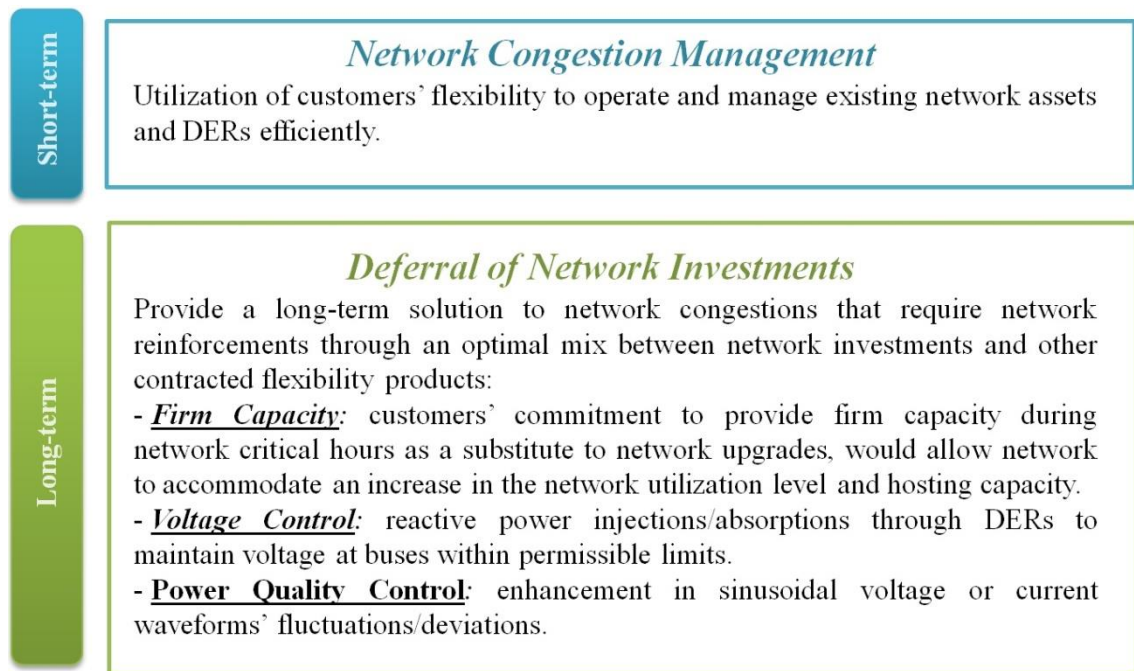 Short-term
Network Congestion Management
Utilization of customers' flexibility to operate and manage existing network assets
and DERs efficiently.
Long-term
Deferral of Network Investments
Provide a long-term solution to network congestions that require network
reinforcements through an optimal mix between network investments and other
contracted flexibility products:
- Firm Capacity: customers' commitment to provide firm capacity during
network critical hours as a substitute to network upgrades, would allow network
to accommodate an increase in the network utilization level and hosting capacity.
- Voltage Control: reactive power injections/absorptions through DERs to
maintain voltage at buses within permissible limits.
- Power Quality Control: enhancement in sinusoidal voltage or current
waveforms' fluctuations/deviations.